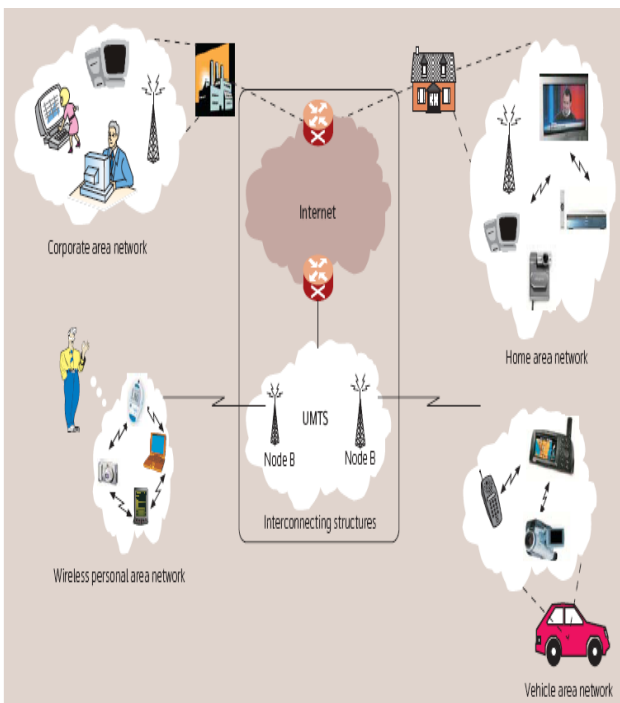 Internet
Corporate area network
Home area network
UMTS
Node B
Node B
Interconnecting structures
Wireless personal area network
Vehicle area network